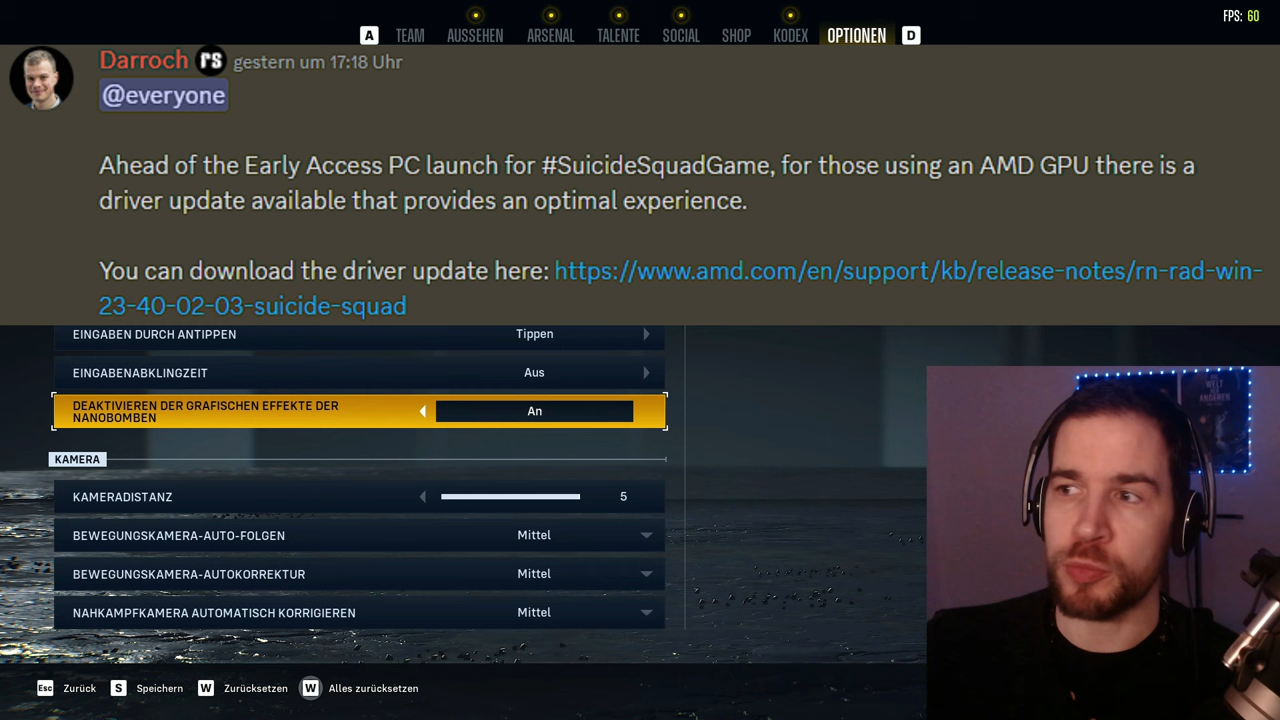 FPS: 60
A TEAM AUSSEHEN ARSENAL TALENTE SOCIAL SHOP KODEX OPTIONEN D
Darroch rs gestern um 17:18 Uhr
@everyone
Ahead of the Early Access PC launch for #SuicideSquadGame, for those using an AMD GPU there is a
driver update available that provides an optimal experience.
You can download the driver update here: https://www.amd.com/en/support/kb/release-notes/rn-rad-win-
23-40-02-03-suicide-squad
EINGABEN DURCH ANTIPPEN Tippen
EINGABENABKLINGZEIT Aus
DEAKTIVIEREN DER GRAFISCHEN EFFEKTE DER
NANOBOMBEN An
KAMERA
KAMERADISTANZ 5
BEWEGUNGSKAMERA-AUTO-FOLGEN Mittel
BEWEGUNGSKAMERA-AUTOKORREKTUR Mittel
NAHKAMPFKAMERA AUTOMATISCH KORRIGIEREN Mittel
Esc Zurück S Speichern W Zurücksetzen W Alles zurücksetzen